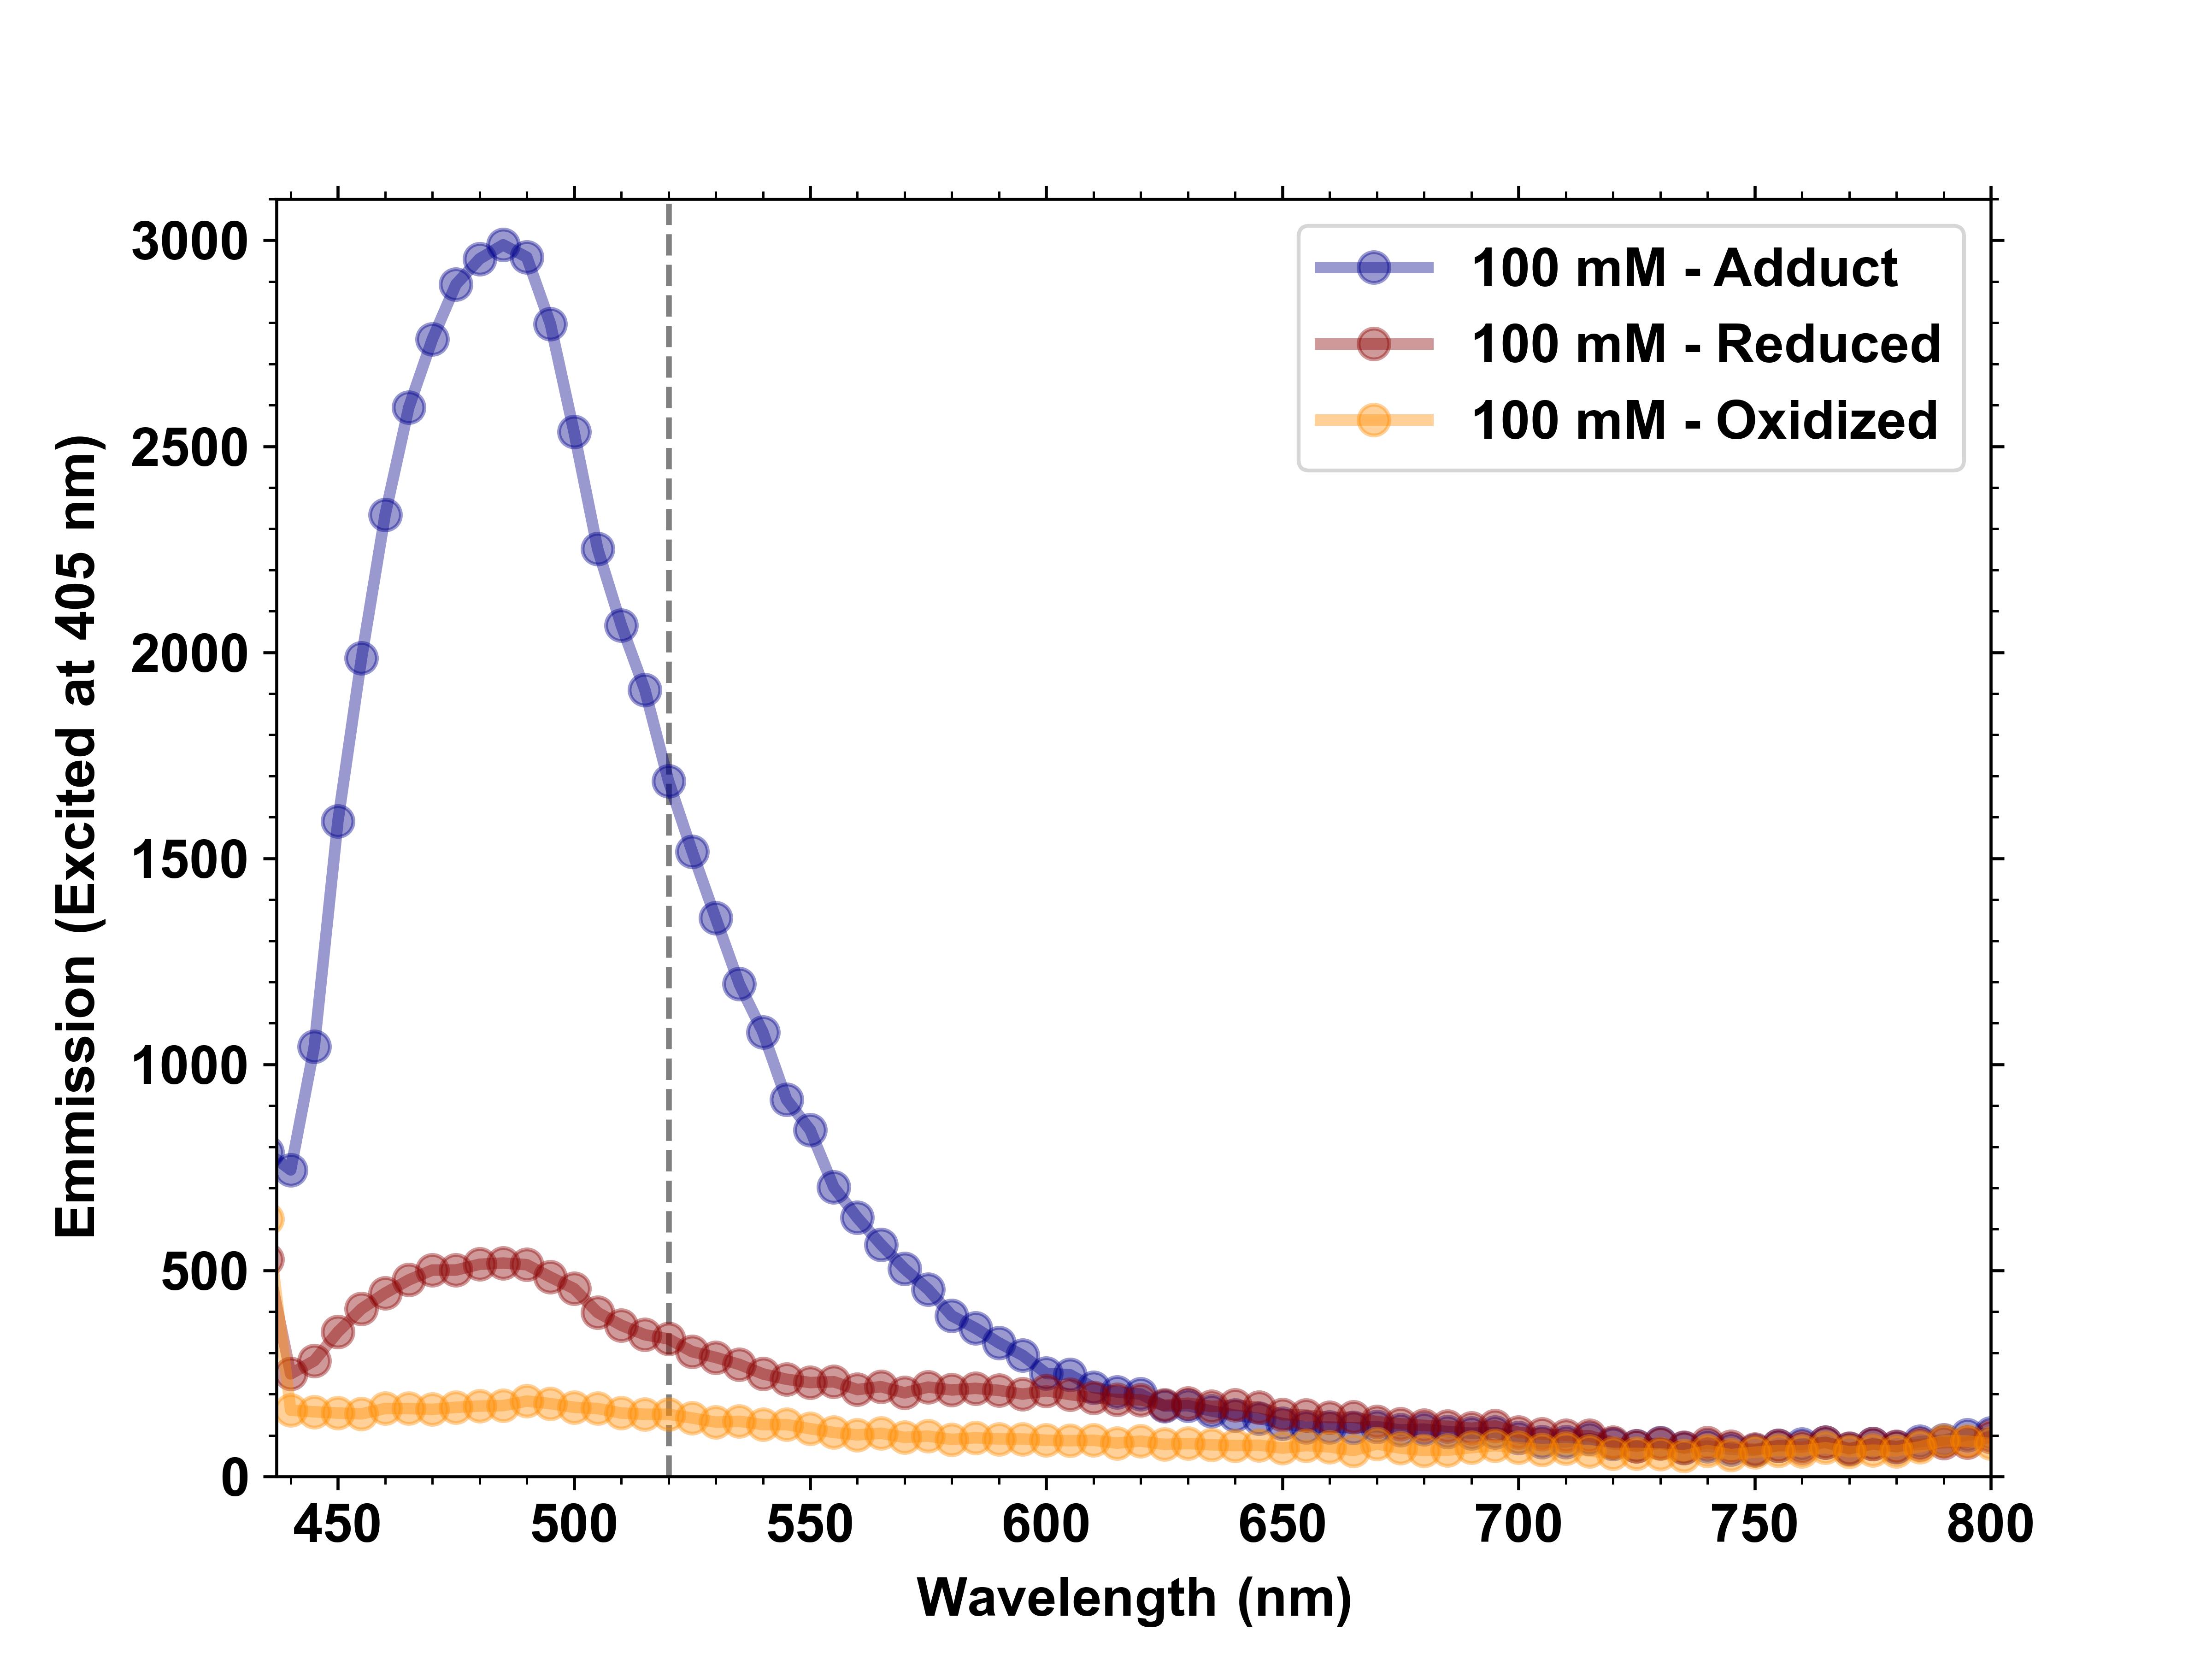 100 mM - Adduct
100 mM - Reduced
100 mM - Oxidized
Emmission (Excited at 405 nm)
3000
2500
2000
1500
1000
500
0
450 500 550 600 650 700 750 800
Wavelength (nm)